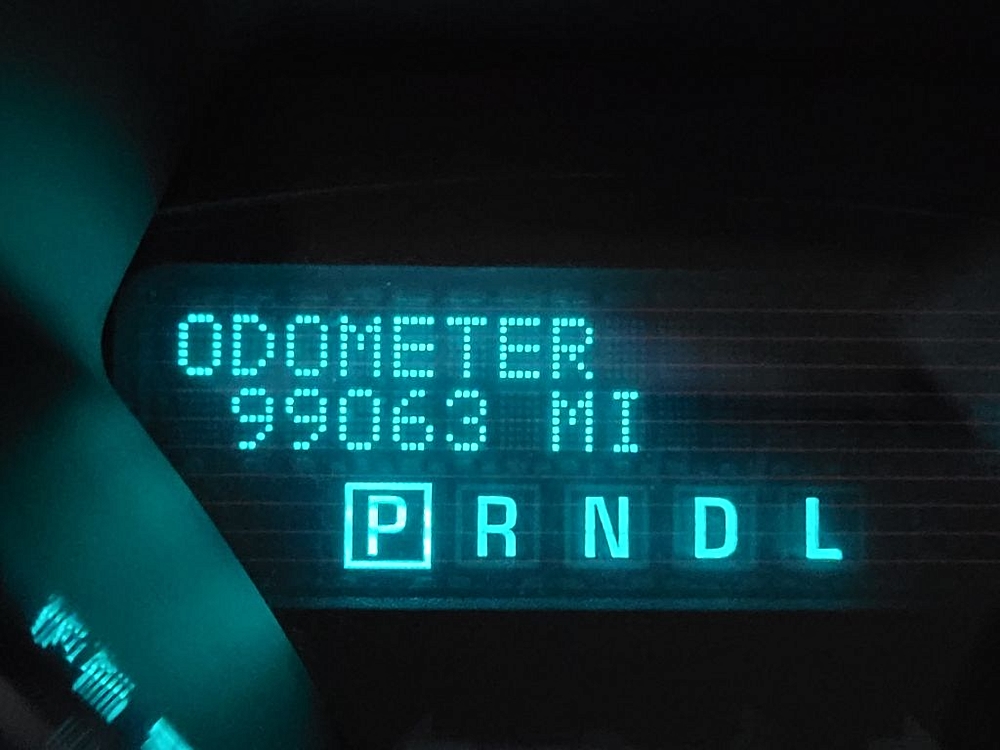 ODOMETER
99063 MI
P R N D L